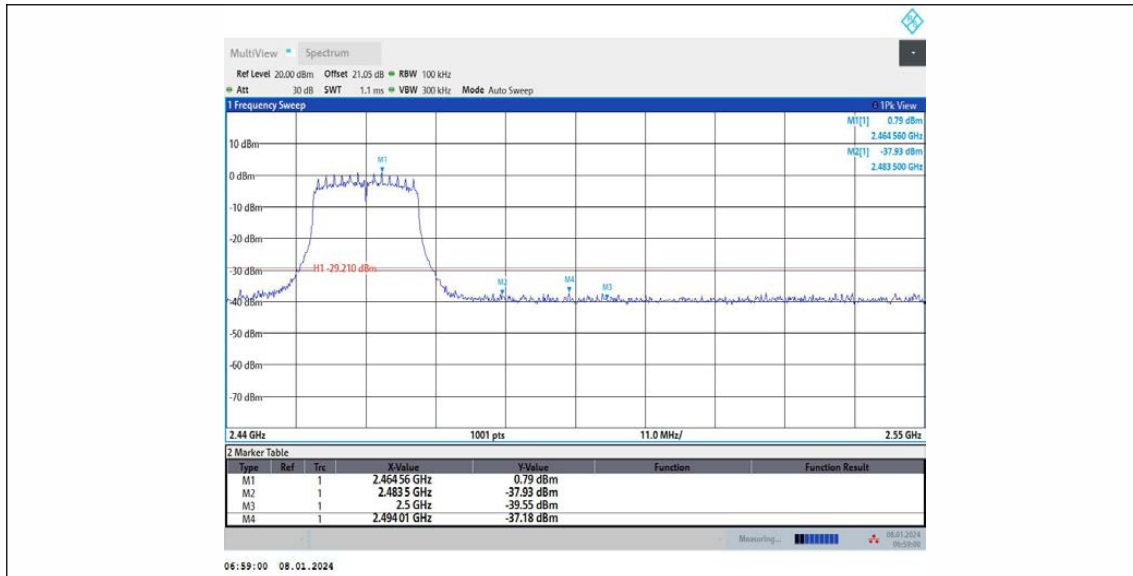 MultiView Spectrum
Ref Level 20.00 dBm Offset 21.05 dB RBW 100 kHz
Att 30 dB SWT 1.1 ms VBW 300 kHz Mode Auto Sweep
1 Frequency Sweep 1Pk View
M1[1] 0.79 dBm
2.464 560 GHz
M2[1] -37.93 dBm
2.483 500 GHz
10 dBm
M1
0 dBm
-10 dBm
-20 dBm
H1 -29.210 dBm
-30 dBm
M2 M4 M3
-40 dBm
-50 dBm
-60 dBm
-70 dBm
2.44 GHz 1001 pts 11.0 MHz/ 2.55 GHz
2 Marker Table
Type Ref Trc X-Value Y-Value Function Function Result
M1 1 2.464 56 GHz 0.79 dBm
M2 1 2.483 5 GHz -37.93 dBm
M3 1 2.5 GHz -39.55 dBm
M4 1 2.494 01 GHz -37.18 dBm
Measuring... 08.01.2024
06:59:00
06:59:00 08.01.2024